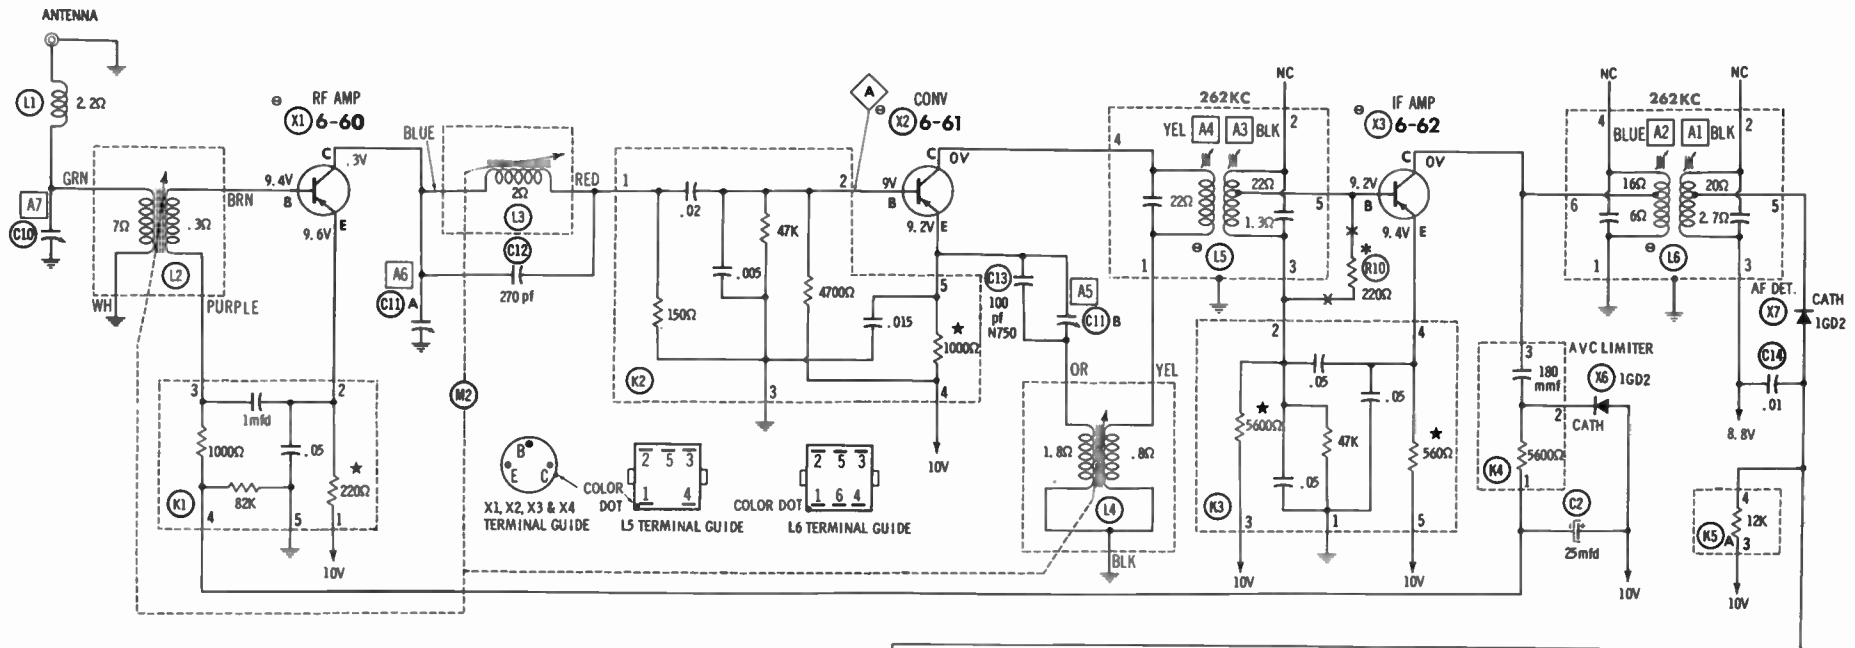 ANTENNA
L1
2.2Ω
A7
C10
GRN
7Ω
.3Ω
L2
WH
BRN
PURPLE
⊖
RF AMP
X1 6-60
C
.3V
9.4V
B
9.6V
E
BLUE
A6
C11 A
2Ω
L3
RED
C12
270 pf
3
2
1mfd
1000Ω
.05
★
220Ω
82K
K1
4
5
1
10V
M2
1
2
.02
47K
.005
4700Ω
150Ω
.015
5
★
1000Ω
K2
3
4
10V
A
⊖
CONV
X2 6-61
C
0V
9V
B
9.2V
E
C13
100
pf
N750
A5
C11 B
OR
YEL
1.8Ω
.8Ω
L4
BLK
B
E
C
X1, X2, X3 & X4
TERMINAL GUIDE
COLOR
DOT
2 5 3
1 4
L5 TERMINAL GUIDE
COLOR DOT
2 5 3
1 6 4
L6 TERMINAL GUIDE
NC
262KC
4
YEL A4 A3 BLK
2
22Ω
22Ω
1.3Ω
5
⊖
L5
1
3
⊖
IF AMP
X3 6-62
C
0V
9.2V
B
9.4V
E
*
R10
220Ω
2
4
.05
.05
★
5600Ω
47K
★
560Ω
.05
K3
3
1
5
10V
10V
NC
NC
262KC
4
BLUE A2 A1 BLK
2
16Ω
20Ω
6
6Ω
2.7Ω
5
⊖
L6
1
3
AF DET.
X7
CATH
1GD2
C14
.01
8.8V
3
180
mmf
AVC LIMITER
X6 1GD2
2
CATH
5600Ω
K4
1
C2
25mfd
10V
4
12K
K5 A
3
10V